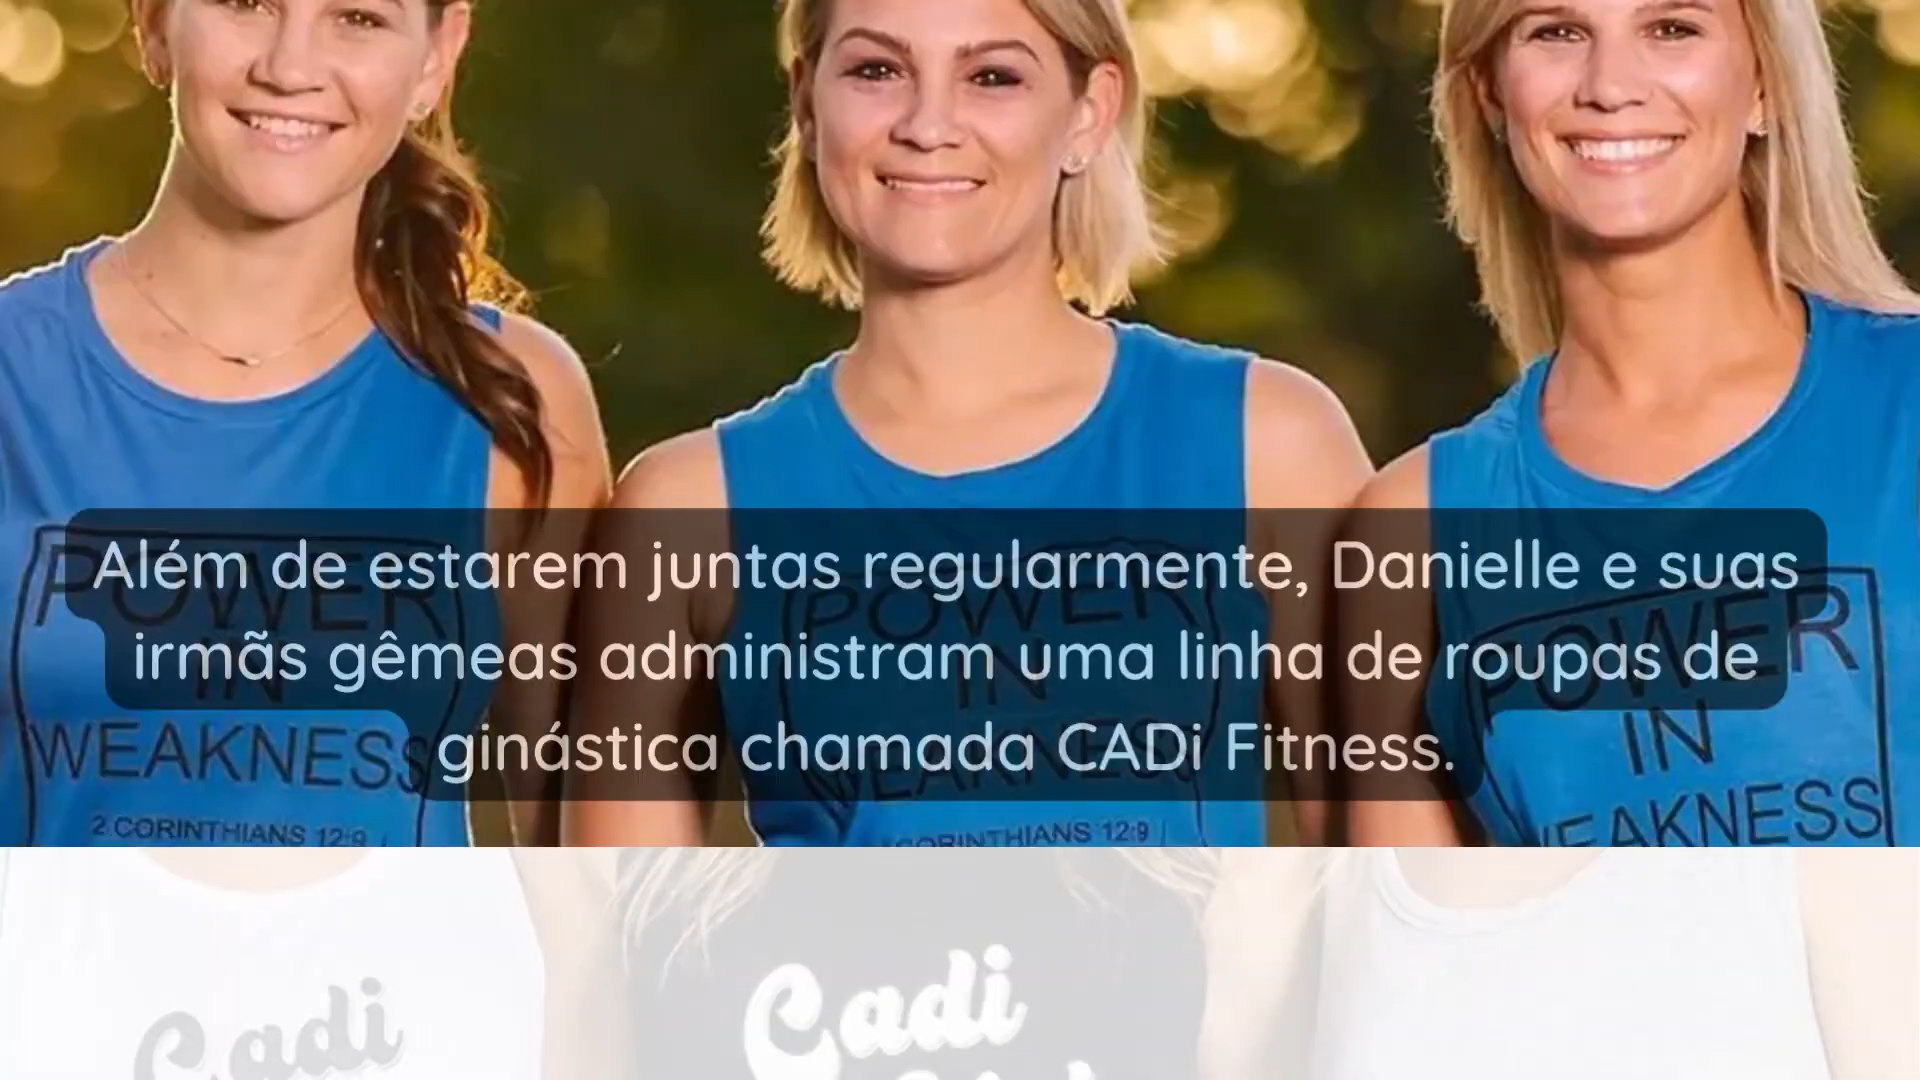 POWER
IN
WEAKNESS
2 CORINTHIANS 12:9
POWER
IN
WEAKNESS
CORINTHIANS 12:9
POWER
IN
WEAKNESS
Além de estarem juntas regularmente, Danielle e suas
irmãs gêmeas administram uma linha de roupas de
ginástica chamada CADi Fitness.
Cadi
Cadi